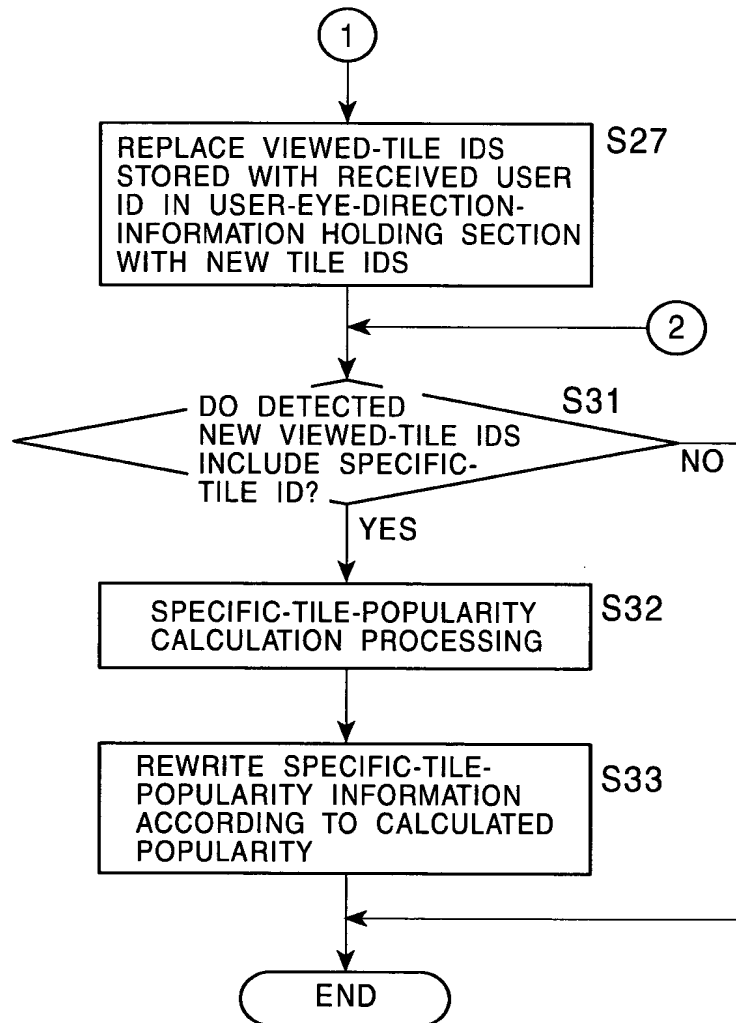 1
REPLACE VIEWED-TILE IDS
STORED WITH RECEIVED USER
ID IN USER-EYE-DIRECTION-
INFORMATION HOLDING SECTION
WITH NEW TILE IDS
S27
2
DO DETECTED
NEW VIEWED-TILE IDS
INCLUDE SPECIFIC-
TILE ID?
S31
NO
YES
SPECIFIC-TILE-POPULARITY
CALCULATION PROCESSING
S32
REWRITE SPECIFIC-TILE-
POPULARITY INFORMATION
ACCORDING TO CALCULATED
POPULARITY
S33
END